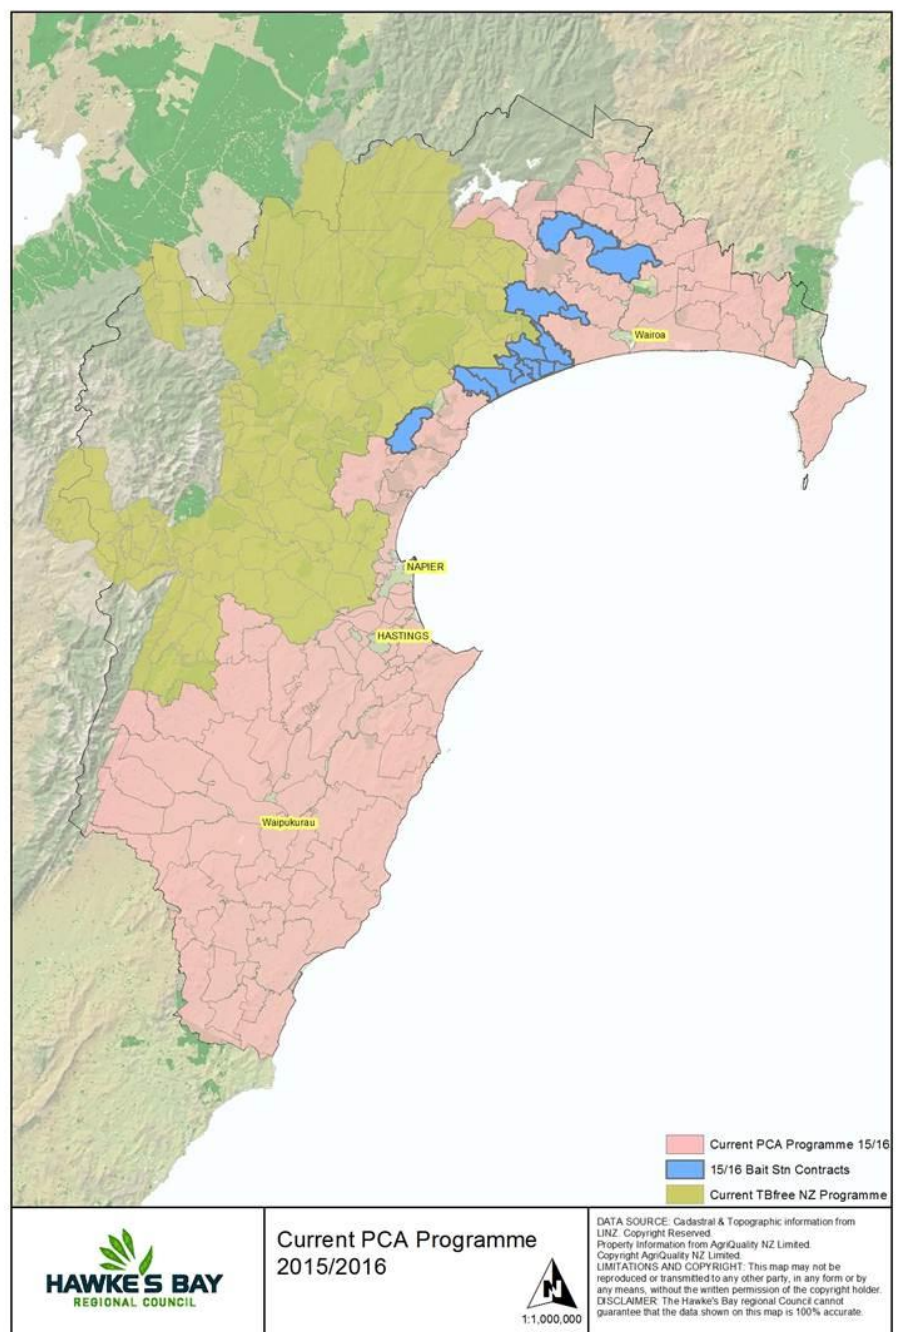 Wairoa
NAPIER
HASTINGS
Waipukurau
Current PCA Programme 15/16
15/16 Bait Stn Contracts
Current TBfree NZ Programme
HAWKE'S BAY
REGIONAL COUNCIL
Current PCA Programme
2015/2016
N
1:1,000,000
DATA SOURCE: Cadastral & Topographic information from
LINZ. Copyright Reserved.
Property Information from AgriQuality NZ Limited.
Copyright AgriQuality NZ Limited.
LIMITATIONS AND COPYRIGHT: This map may not be
reproduced or transmitted to any other party, in any form or by
any means, without the written permission of the copyright holder.
DISCLAIMER: The Hawke's Bay regional Council cannot
guarantee that the data shown on this map is 100% accurate.